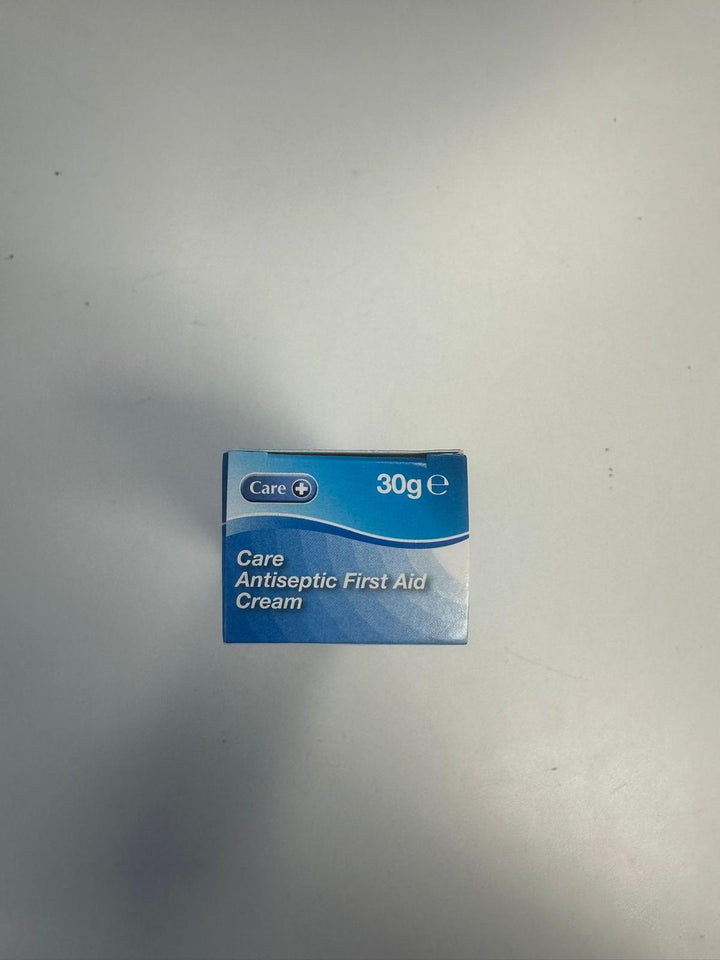 Care
30g ℮
Care
Antiseptic First Aid
Cream